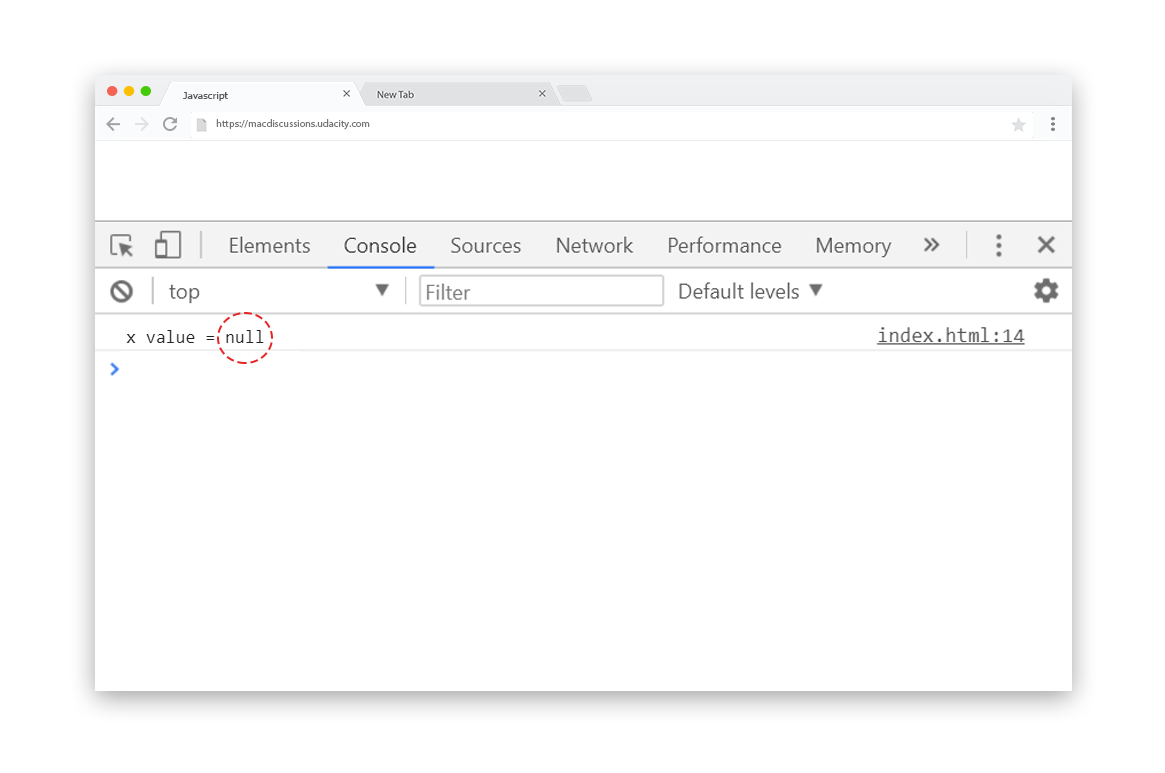 Javascript New Tab
https://macdiscussions.udacity.com
Elements Console Sources Network Performance Memory
top Filter Default levels
x value = null index.html:14